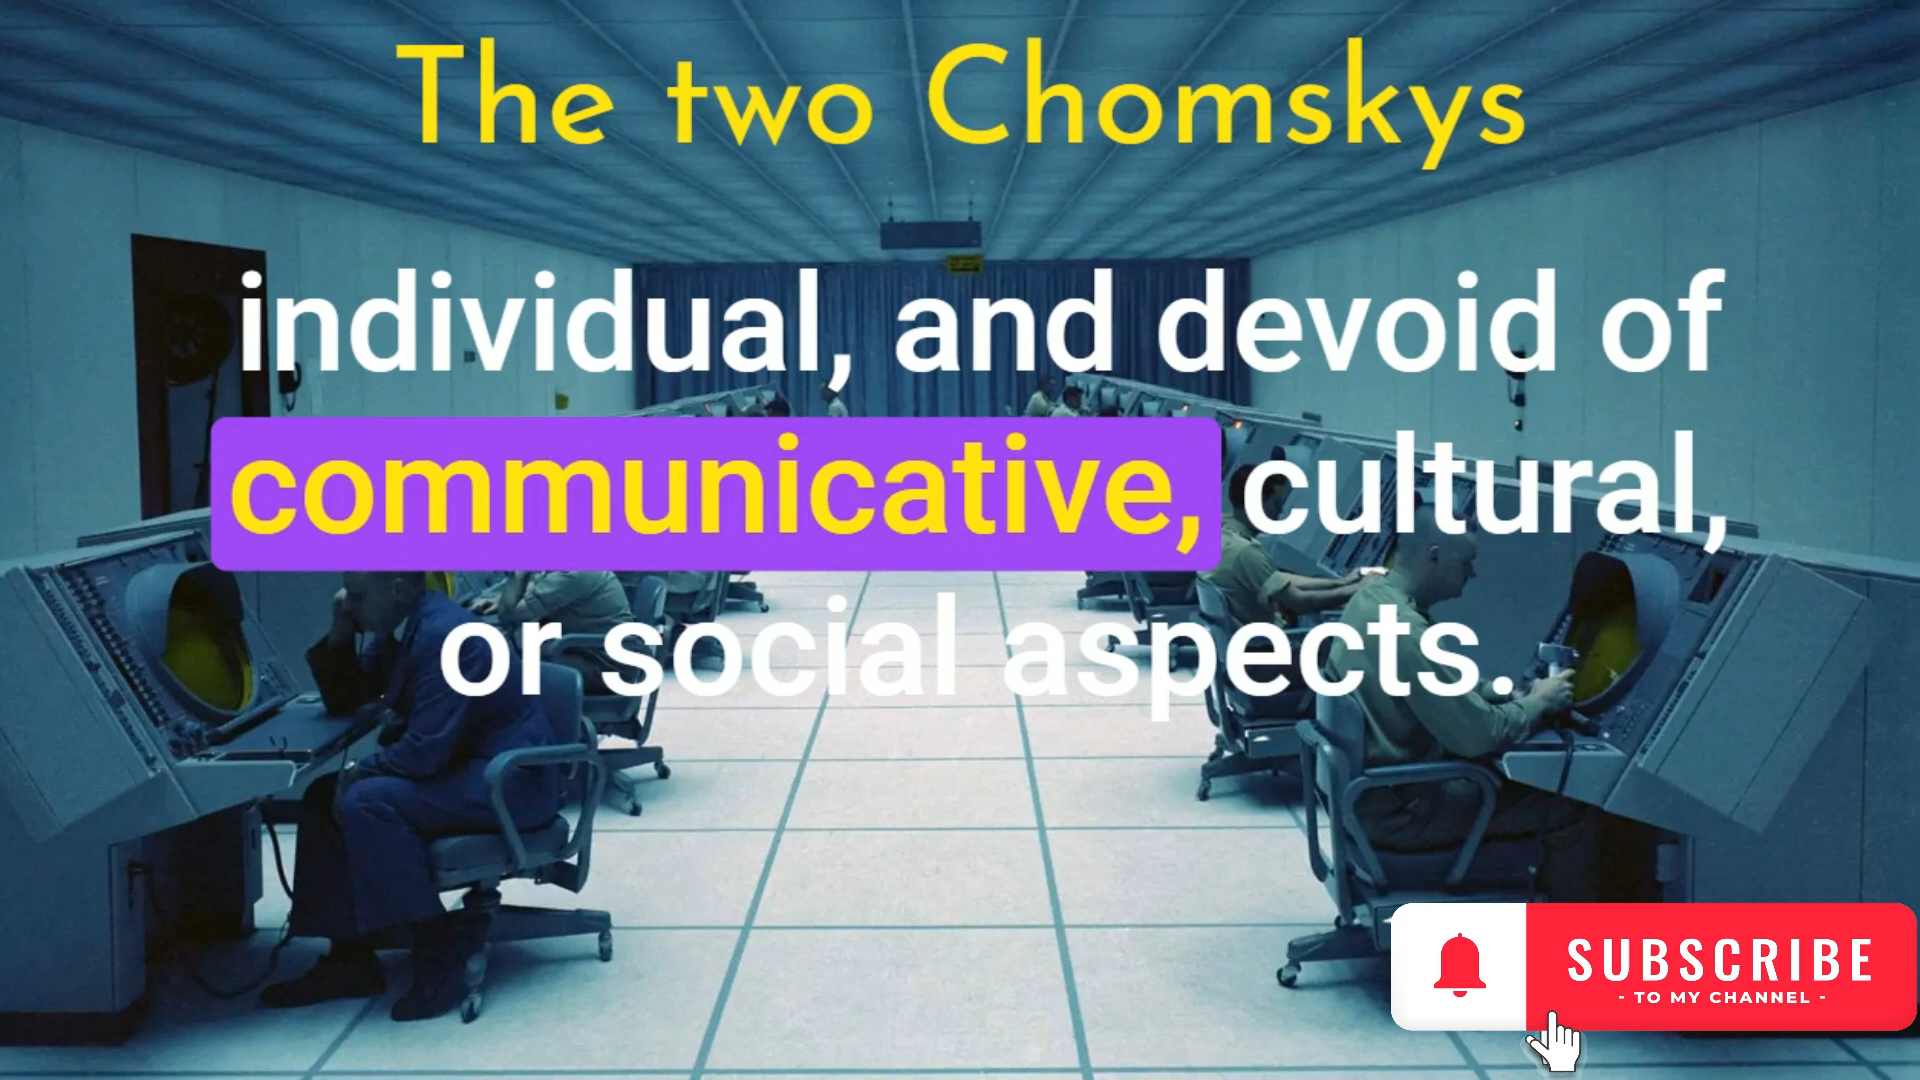 The two Chomskys
individual, and devoid of
communicative, cultural,
or social aspects.
SUBSCRIBE
- TO MY CHANNEL -